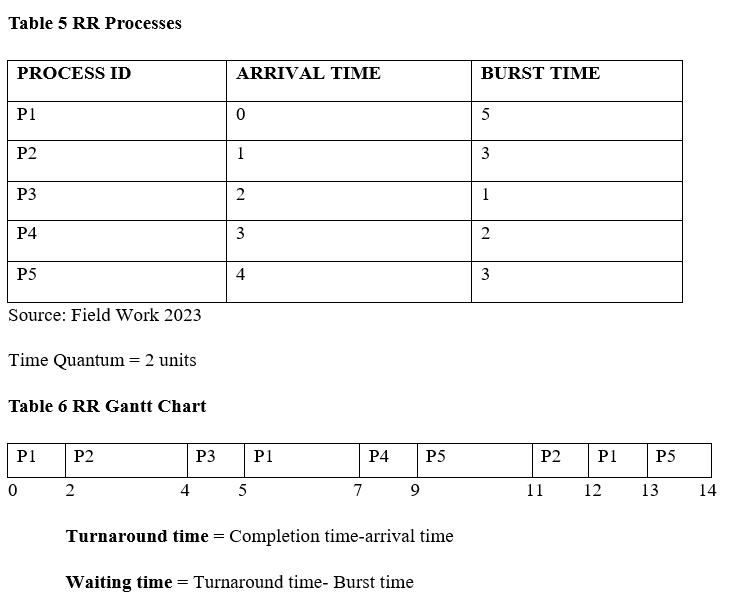 Table 5 RR Processes
PROCESS ID ARRIVAL TIME BURST TIME
P1 0 5
P2 1 3
P3 2 1
P4 3 2
P5 4 3
Source: Field Work 2023
Time Quantum = 2 units
Table 6 RR Gantt Chart
P1 P2 P3 P1 P4 P5 P2 P1 P5
0 2 4 5 7 9 11 12 13 14
Turnaround time = Completion time-arrival time
Waiting time = Turnaround time- Burst time